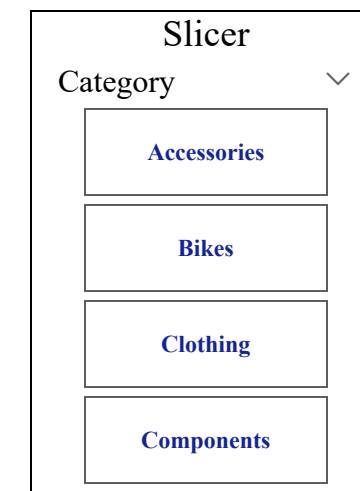 Slicer
Category
Accessories
Bikes
Clothing
Components